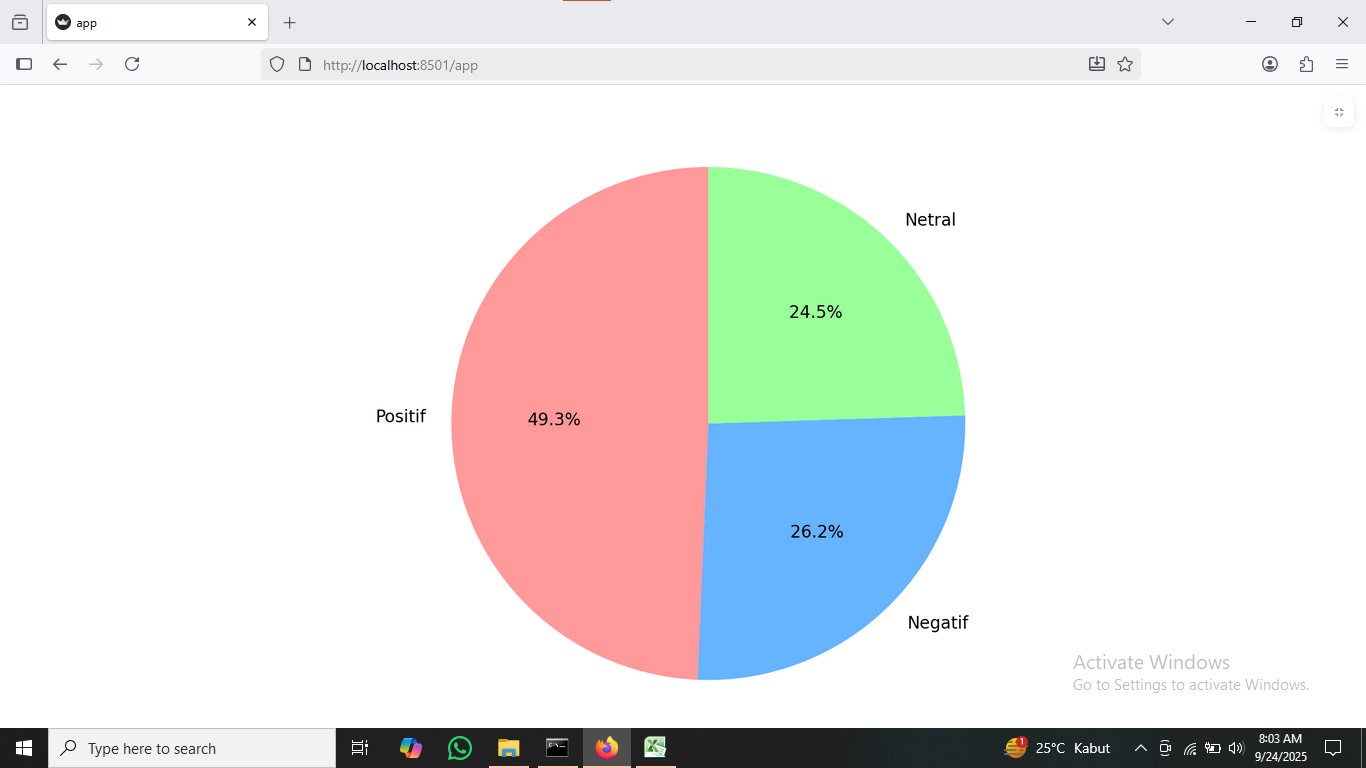 app
http://localhost:8501/app
Netral
24.5%
Positif
49.3%
26.2%
Negatif
Activate Windows
Go to Settings to activate Windows.
Type here to search
1
25°C Kabut
8:03 AM
9/24/2025